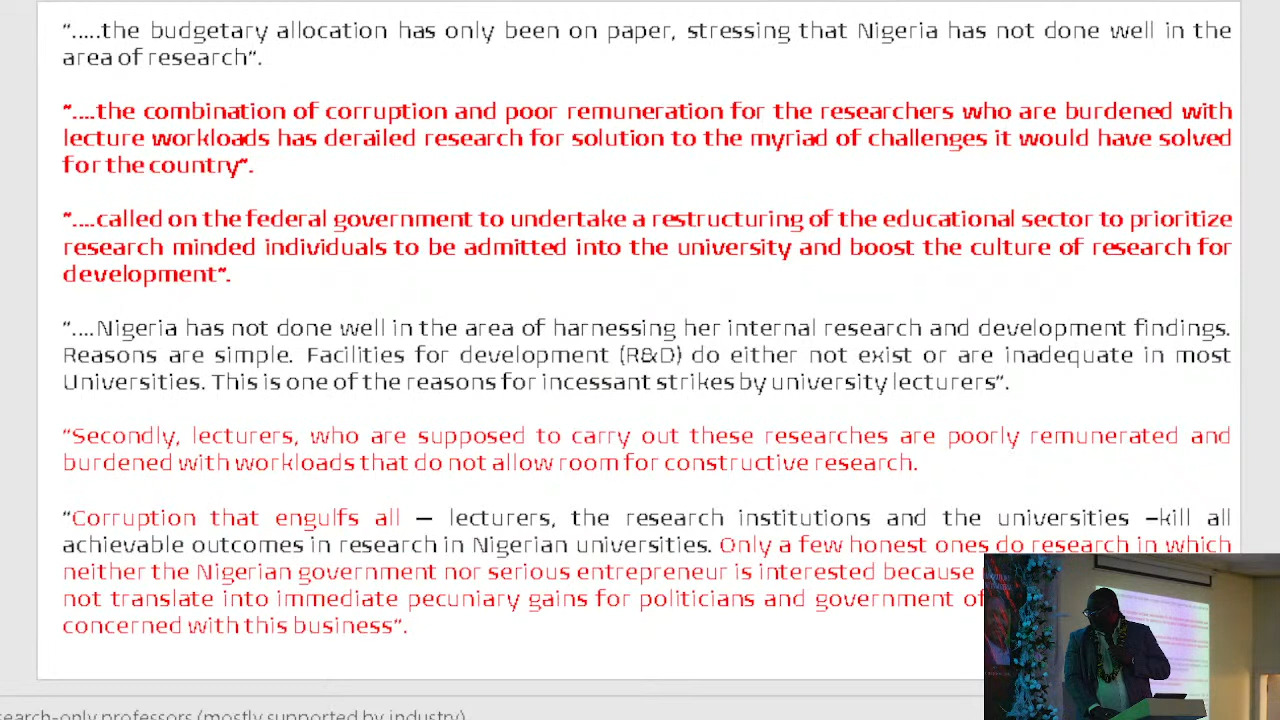 ".....the budgetary allocation has only been on paper, stressing that Nigeria has not done well in the
area of research".
"....the combination of corruption and poor remuneration for the researchers who are burdened with
lecture workloads has derailed research for solution to the myriad of challenges it would have solved
for the country".
"....called on the federal government to undertake a restructuring of the educational sector to prioritize
research minded individuals to be admitted into the university and boost the culture of research for
development".
"....Nigeria has not done well in the area of harnessing her internal research and development findings.
Reasons are simple. Facilities for development (R&D) do either not exist or are inadequate in most
Universities. This is one of the reasons for incessant strikes by university lecturers".
"Secondly, lecturers, who are supposed to carry out these researches are poorly remunerated and
burdened with workloads that do not allow room for constructive research.
"Corruption that engulfs all — lecturers, the research institutions and the universities –kill all
achievable outcomes in research in Nigerian universities. Only a few honest ones do research in which
neither the Nigerian government nor serious entrepreneur is interested because
not translate into immediate pecuniary gains for politicians and government
concerned with this business".
search-only professors (mostly supported by industry)